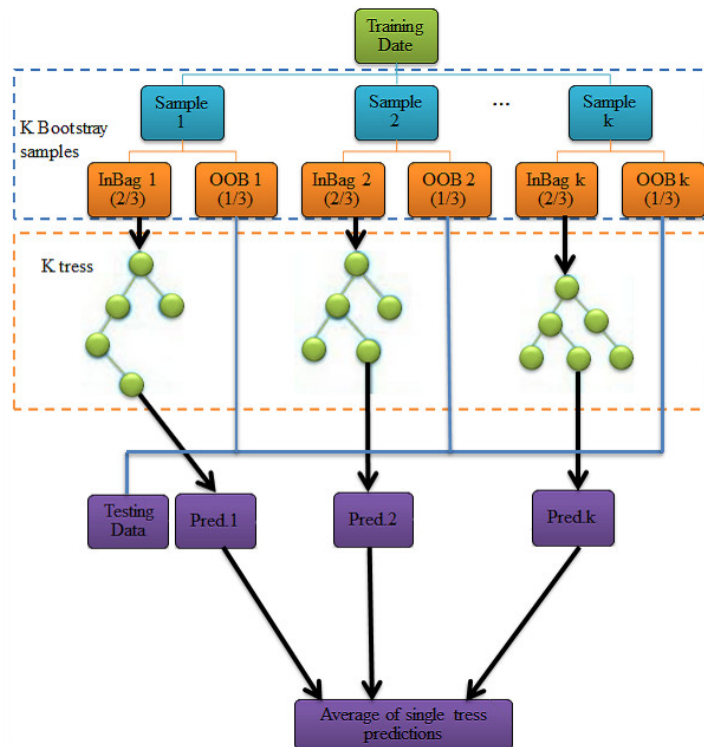 Training
Date
Sample
1
Sample
2
...
Sample
k
K Bootstray
samples
InBag 1
(2/3)
OOB 1
(1/3)
InBag 2
(2/3)
OOB 2
(1/3)
InBag k
(2/3)
OOB k
(1/3)
K tress
Testing
Data
Pred.1
Pred.2
Pred.k
Average of single tress
predictions